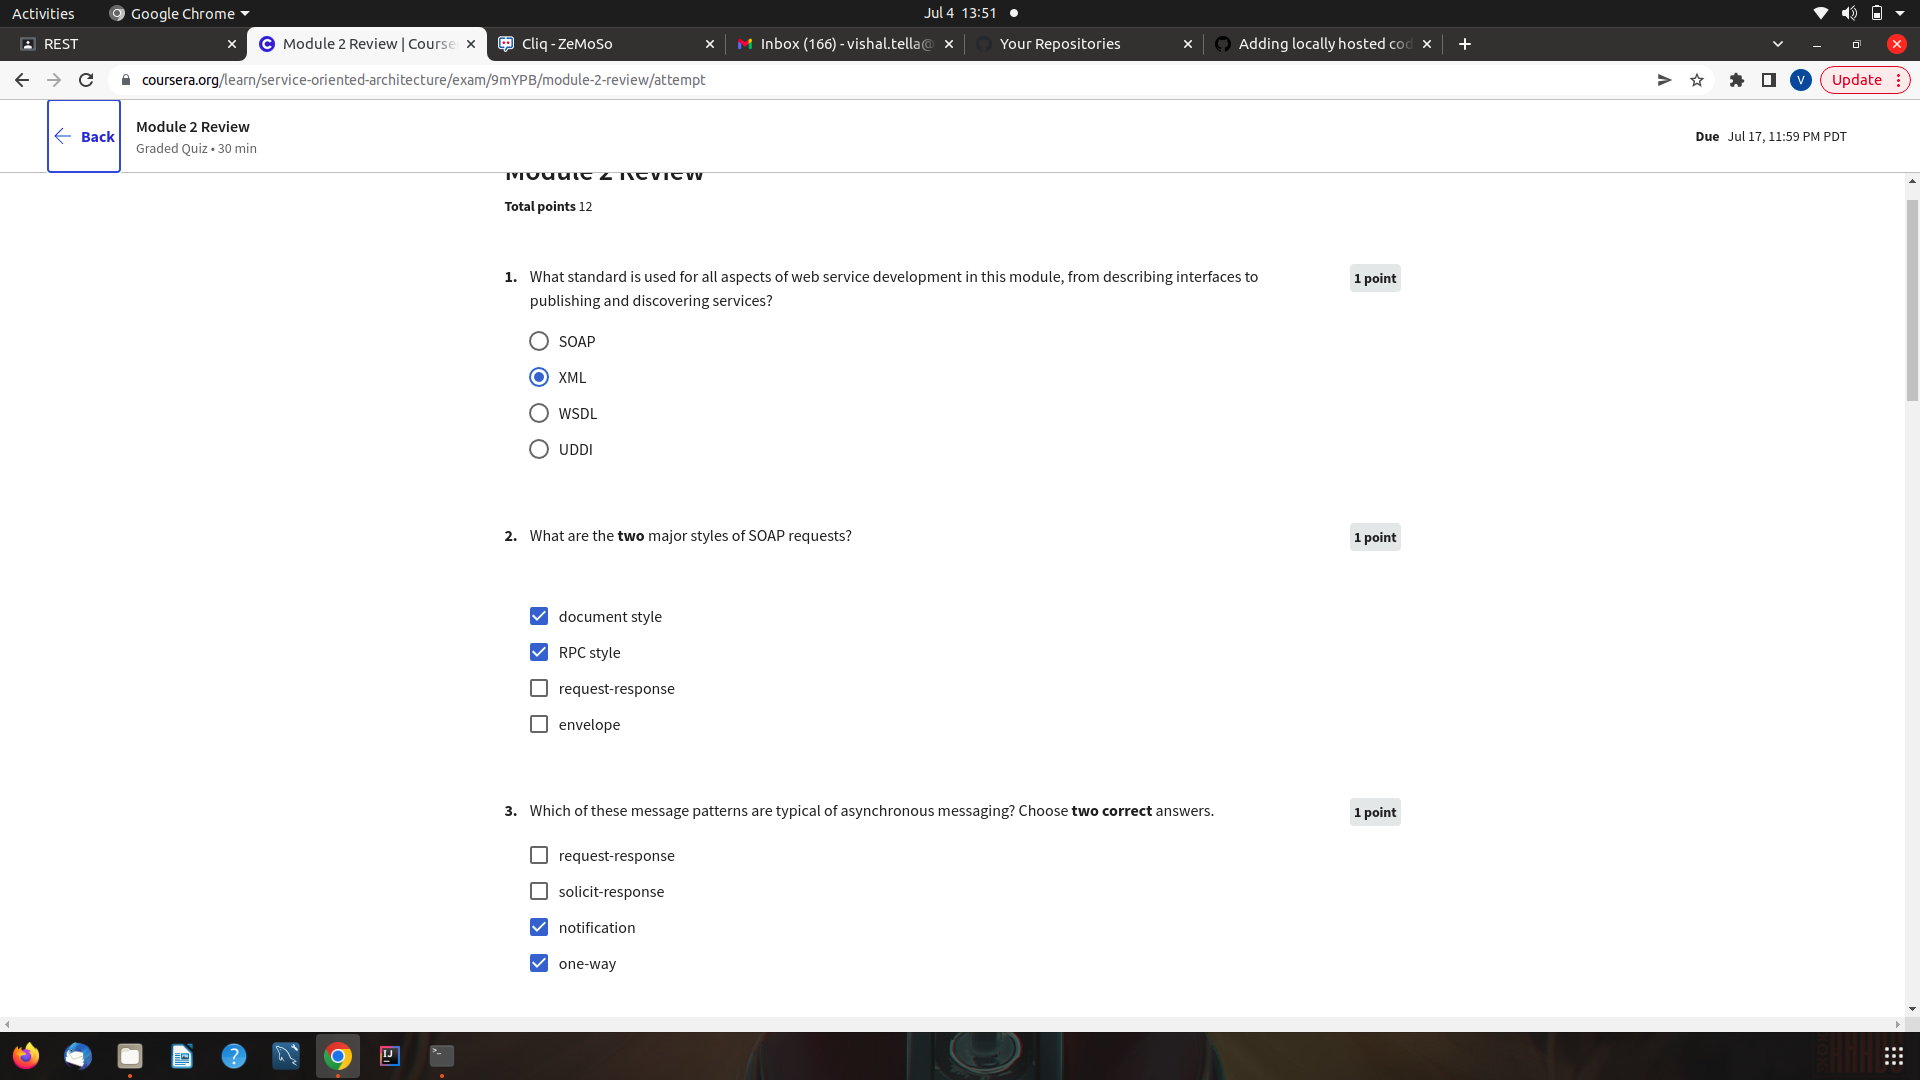 Activities
Google Chrome
Jul 4 13:51
REST
Module 2 Review | Course
Cliq - ZeMoSo
Inbox (166) - vishal.tella@
Your Repositories
Adding locally hosted cod
coursera.org/learn/service-oriented-architecture/exam/9mYPB/module-2-review/attempt
V
Update
Back
Module 2 Review
Graded Quiz • 30 min
Due Jul 17, 11:59 PM PDT
Module 2 Review
Total points 12
1. What standard is used for all aspects of web service development in this module, from describing interfaces to
publishing and discovering services?
1 point
SOAP
XML
WSDL
UDDI
2. What are the two major styles of SOAP requests?
1 point
document style
RPC style
request-response
envelope
3. Which of these message patterns are typical of asynchronous messaging? Choose two correct answers.
1 point
request-response
solicit-response
notification
one-way